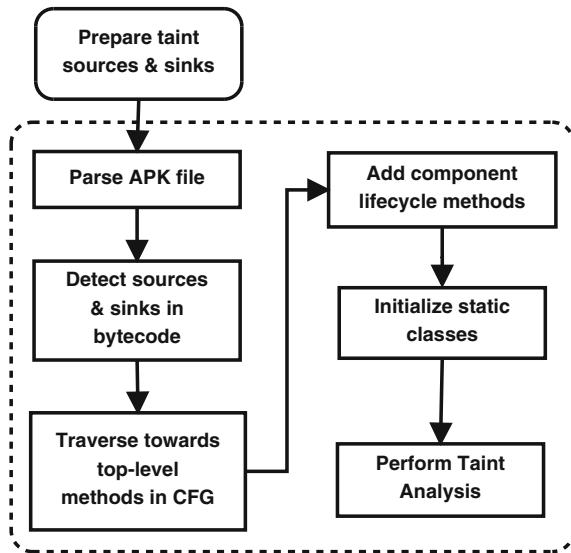 Prepare taint
sources & sinks
Parse APK file
Detect sources
& sinks in
bytecode
Traverse towards
top-level
methods in CFG
Add component
lifecycle methods
Initialize static
classes
Perform Taint
Analysis